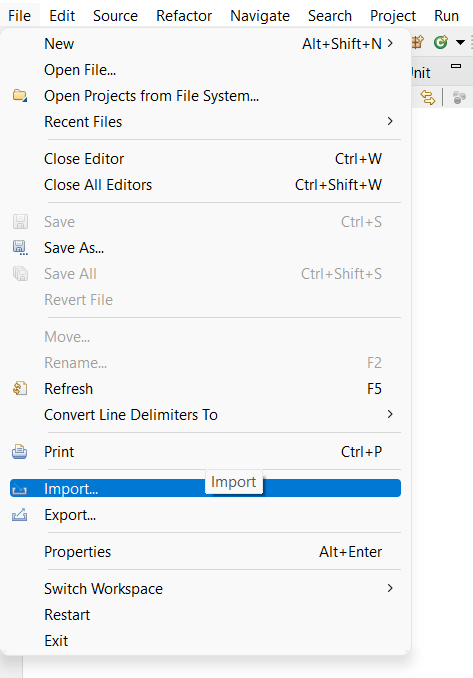 File Edit Source Refactor Navigate Search Project Run
New Alt+Shift+N
Open File...
Open Projects from File System...
Recent Files
Close Editor Ctrl+W
Close All Editors Ctrl+Shift+W
Save Ctrl+S
Save As...
Save All Ctrl+Shift+S
Revert File
Move...
Rename... F2
Refresh F5
Convert Line Delimiters To
Print Ctrl+P
Import
Import...
Export...
Properties Alt+Enter
Switch Workspace
Restart
Exit